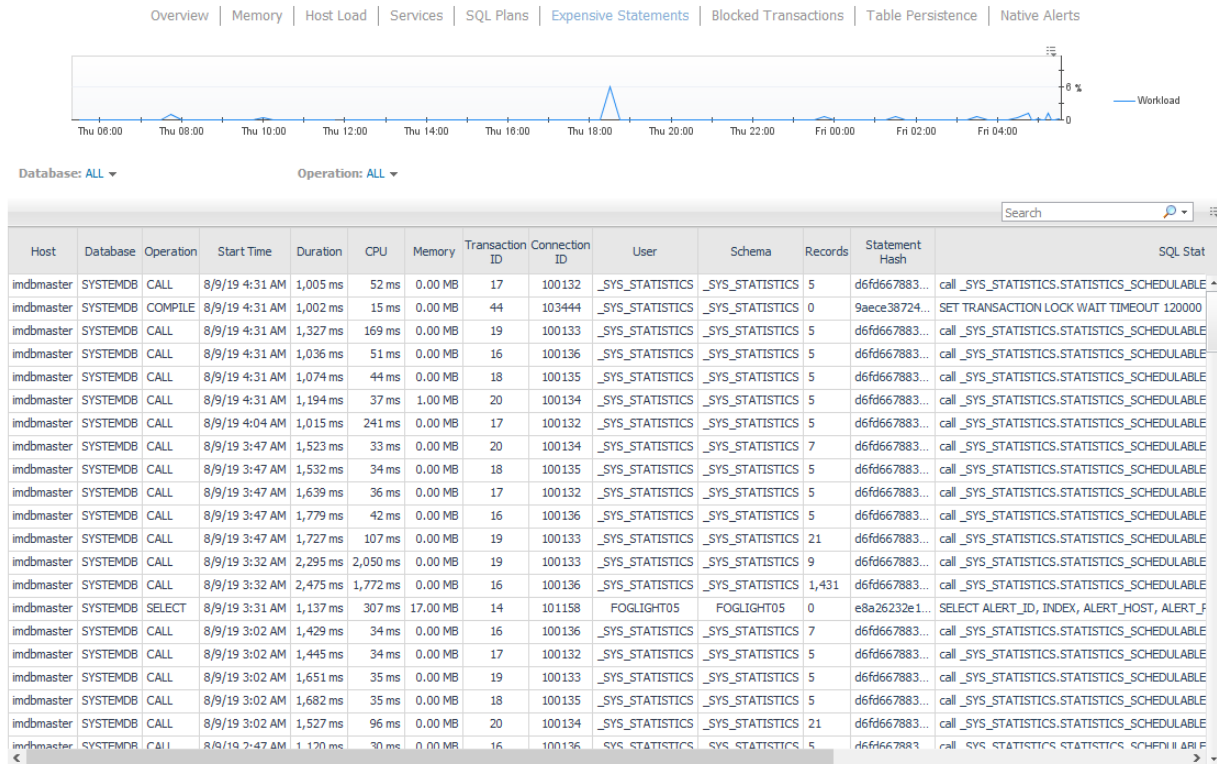 Overview | Memory | Host Load | Services | SQL Plans | Expensive Statements | Blocked Transactions | Table Persistence | Native Alerts
6 %
0
Workload
Thu 06:00 Thu 08:00 Thu 10:00 Thu 12:00 Thu 14:00 Thu 16:00 Thu 18:00 Thu 20:00 Thu 22:00 Fri 00:00 Fri 02:00 Fri 04:00
Database: ALL Operation: ALL
Search
Host Database Operation Start Time Duration CPU Memory Transaction ID Connection ID User Schema Records Statement Hash SQL Stat
imdbmaster SYSTEMDB CALL 8/9/19 4:31 AM 1,005 ms 52 ms 0.00 MB 17 100132 _SYS_STATISTICS _SYS_STATISTICS 5 d6fd667883... call _SYS_STATISTICS.STATISTICS_SCHEDULABLE
imdbmaster SYSTEMDB COMPILE 8/9/19 4:31 AM 1,002 ms 15 ms 0.00 MB 44 103444 _SYS_STATISTICS _SYS_STATISTICS 0 9aece38724... SET TRANSACTION LOCK WAIT TIMEOUT 120000
imdbmaster SYSTEMDB CALL 8/9/19 4:31 AM 1,327 ms 169 ms 0.00 MB 19 100133 _SYS_STATISTICS _SYS_STATISTICS 5 d6fd667883... call _SYS_STATISTICS.STATISTICS_SCHEDULABLE
imdbmaster SYSTEMDB CALL 8/9/19 4:31 AM 1,036 ms 51 ms 0.00 MB 16 100136 _SYS_STATISTICS _SYS_STATISTICS 5 d6fd667883... call _SYS_STATISTICS.STATISTICS_SCHEDULABLE
imdbmaster SYSTEMDB CALL 8/9/19 4:31 AM 1,074 ms 44 ms 0.00 MB 18 100135 _SYS_STATISTICS _SYS_STATISTICS 5 d6fd667883... call _SYS_STATISTICS.STATISTICS_SCHEDULABLE
imdbmaster SYSTEMDB CALL 8/9/19 4:31 AM 1,194 ms 37 ms 1.00 MB 20 100134 _SYS_STATISTICS _SYS_STATISTICS 5 d6fd667883... call _SYS_STATISTICS.STATISTICS_SCHEDULABLE
imdbmaster SYSTEMDB CALL 8/9/19 4:04 AM 1,015 ms 241 ms 0.00 MB 17 100132 _SYS_STATISTICS _SYS_STATISTICS 5 d6fd667883... call _SYS_STATISTICS.STATISTICS_SCHEDULABLE
imdbmaster SYSTEMDB CALL 8/9/19 3:47 AM 1,523 ms 33 ms 0.00 MB 20 100134 _SYS_STATISTICS _SYS_STATISTICS 7 d6fd667883... call _SYS_STATISTICS.STATISTICS_SCHEDULABLE
imdbmaster SYSTEMDB CALL 8/9/19 3:47 AM 1,532 ms 34 ms 0.00 MB 18 100135 _SYS_STATISTICS _SYS_STATISTICS 5 d6fd667883... call _SYS_STATISTICS.STATISTICS_SCHEDULABLE
imdbmaster SYSTEMDB CALL 8/9/19 3:47 AM 1,639 ms 36 ms 0.00 MB 17 100132 _SYS_STATISTICS _SYS_STATISTICS 5 d6fd667883... call _SYS_STATISTICS.STATISTICS_SCHEDULABLE
imdbmaster SYSTEMDB CALL 8/9/19 3:47 AM 1,779 ms 42 ms 0.00 MB 16 100136 _SYS_STATISTICS _SYS_STATISTICS 5 d6fd667883... call _SYS_STATISTICS.STATISTICS_SCHEDULABLE
imdbmaster SYSTEMDB CALL 8/9/19 3:47 AM 1,727 ms 107 ms 0.00 MB 19 100133 _SYS_STATISTICS _SYS_STATISTICS 21 d6fd667883... call _SYS_STATISTICS.STATISTICS_SCHEDULABLE
imdbmaster SYSTEMDB CALL 8/9/19 3:32 AM 2,295 ms 2,050 ms 0.00 MB 19 100133 _SYS_STATISTICS _SYS_STATISTICS 9 d6fd667883... call _SYS_STATISTICS.STATISTICS_SCHEDULABLE
imdbmaster SYSTEMDB CALL 8/9/19 3:32 AM 2,475 ms 1,772 ms 0.00 MB 16 100136 _SYS_STATISTICS _SYS_STATISTICS 1,431 d6fd667883... call _SYS_STATISTICS.STATISTICS_SCHEDULABLE
imdbmaster SYSTEMDB SELECT 8/9/19 3:31 AM 1,137 ms 307 ms 17.00 MB 14 101158 FOGLIGHT05 FOGLIGHT05 0 e8a26232e1... SELECT ALERT_ID, INDEX, ALERT_HOST, ALERT_F
imdbmaster SYSTEMDB CALL 8/9/19 3:02 AM 1,429 ms 34 ms 0.00 MB 16 100136 _SYS_STATISTICS _SYS_STATISTICS 7 d6fd667883... call _SYS_STATISTICS.STATISTICS_SCHEDULABLE
imdbmaster SYSTEMDB CALL 8/9/19 3:02 AM 1,445 ms 34 ms 0.00 MB 17 100132 _SYS_STATISTICS _SYS_STATISTICS 5 d6fd667883... call _SYS_STATISTICS.STATISTICS_SCHEDULABLE
imdbmaster SYSTEMDB CALL 8/9/19 3:02 AM 1,651 ms 35 ms 0.00 MB 19 100133 _SYS_STATISTICS _SYS_STATISTICS 5 d6fd667883... call _SYS_STATISTICS.STATISTICS_SCHEDULABLE
imdbmaster SYSTEMDB CALL 8/9/19 3:02 AM 1,682 ms 35 ms 0.00 MB 18 100135 _SYS_STATISTICS _SYS_STATISTICS 5 d6fd667883... call _SYS_STATISTICS.STATISTICS_SCHEDULABLE
imdbmaster SYSTEMDB CALL 8/9/19 3:02 AM 1,527 ms 96 ms 0.00 MB 20 100134 _SYS_STATISTICS _SYS_STATISTICS 21 d6fd667883... call _SYS_STATISTICS.STATISTICS_SCHEDULABLE
imdbmaster SYSTEMDB CALL 8/9/19 2:47 AM 1,120 ms 30 ms 0.00 MB 16 100136 _SYS_STATISTICS _SYS_STATISTICS 5 d6fd667883... call _SYS_STATISTICS.STATISTICS_SCHEDULABLE